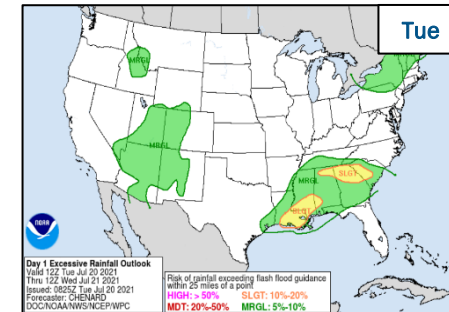 Tue
MRGL
MRGL
MRGL
MRGL
SLGT
SLGT
NOAA
Day 1 Excessive Rainfall Outlook
Valid 12Z Tue Jul 20 2021
Thru 12Z Wed Jul 21 2021
Issued: 0825Z Tue Jul 20 2021
Forecaster: CHENARD
DOC/NOAA/NWS/NCEP/WPC
Risk of rainfall exceeding flash flood guidance
within 25 miles of a point
HIGH: > 50% SLGT: 10%-20%
MDT: 20%-50% MRGL: 5%-10%